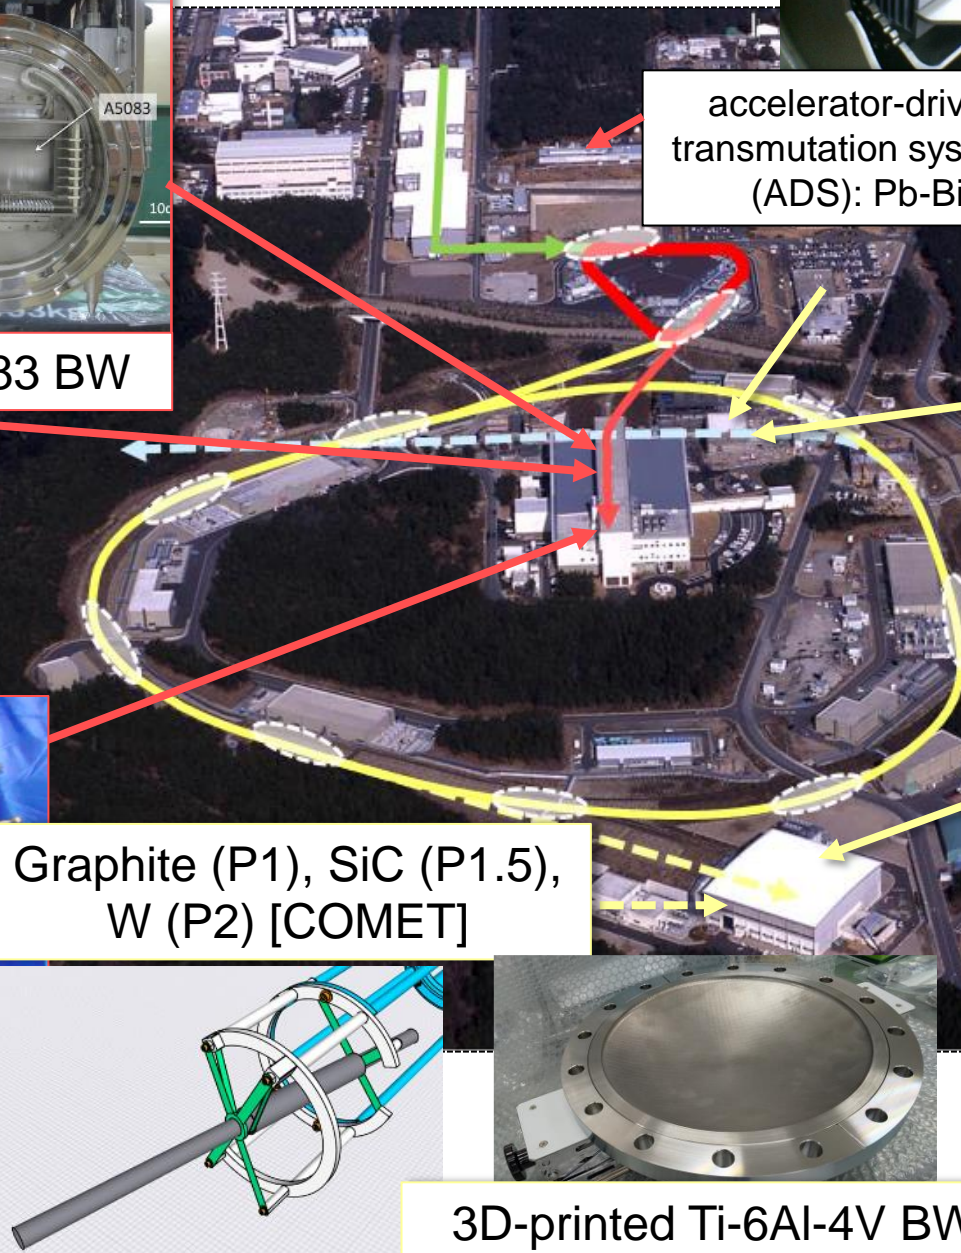 A5083
10
33 BW
accelerator-driv
transmutation sys
(ADS): Pb-Bi
Graphite (P1), SiC (P1.5),
W (P2) [COMET]
3D-printed Ti-6Al-4V BW